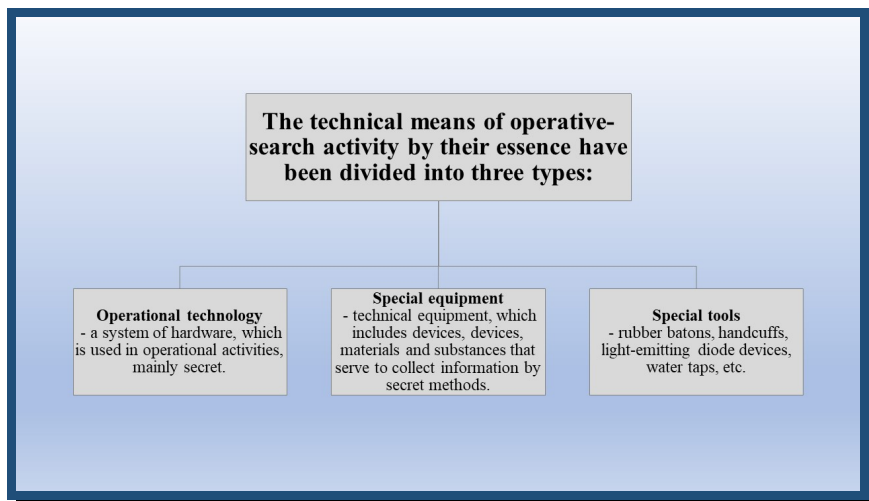 The technical means of operative-
search activity by their essence have
been divided into three types:
Operational technology
- a system of hardware, which
is used in operational activities,
mainly secret.
Special equipment
- technical equipment, which
includes devices, devices,
materials and substances that
serve to collect information by
secret methods.
Special tools
- rubber batons, handcuffs,
light-emitting diode devices,
water taps, etc.